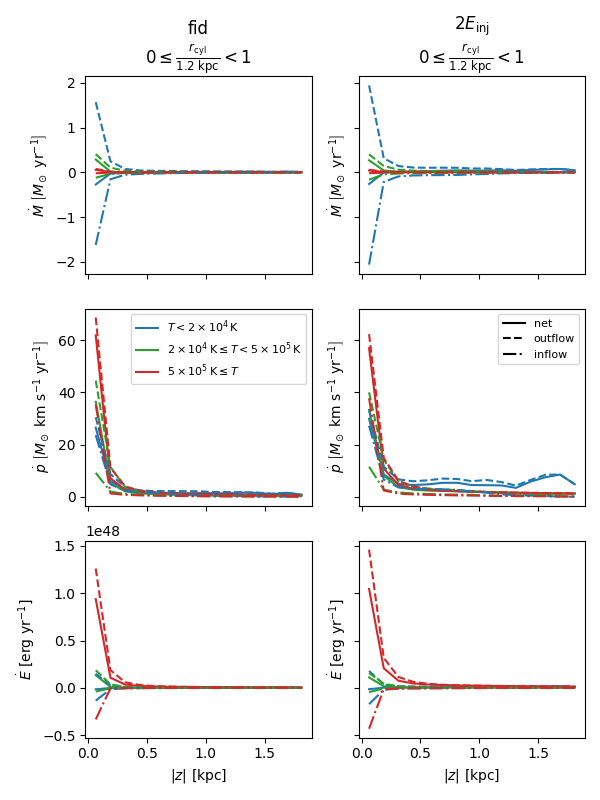 fid
0 ≤ r_cyl / 1.2 kpc < 1
2E_inj
0 ≤ r_cyl / 1.2 kpc < 1
2
1
0
−1
−2
Ṁ [M⊙ yr⁻¹]
Ṁ [M⊙ yr⁻¹]
60
40
20
0
ṗ [M⊙ km s⁻¹ yr⁻¹]
T < 2 × 10⁴ K
2 × 10⁴ K ≤ T < 5 × 10⁵ K
5 × 10⁵ K ≤ T
ṗ [M⊙ km s⁻¹ yr⁻¹]
net
outflow
inflow
1e48
1.5
1.0
0.5
0.0
−0.5
Ė [erg yr⁻¹]
Ė [erg yr⁻¹]
0.0 0.5 1.0 1.5
|z| [kpc]
0.0 0.5 1.0 1.5
|z| [kpc]